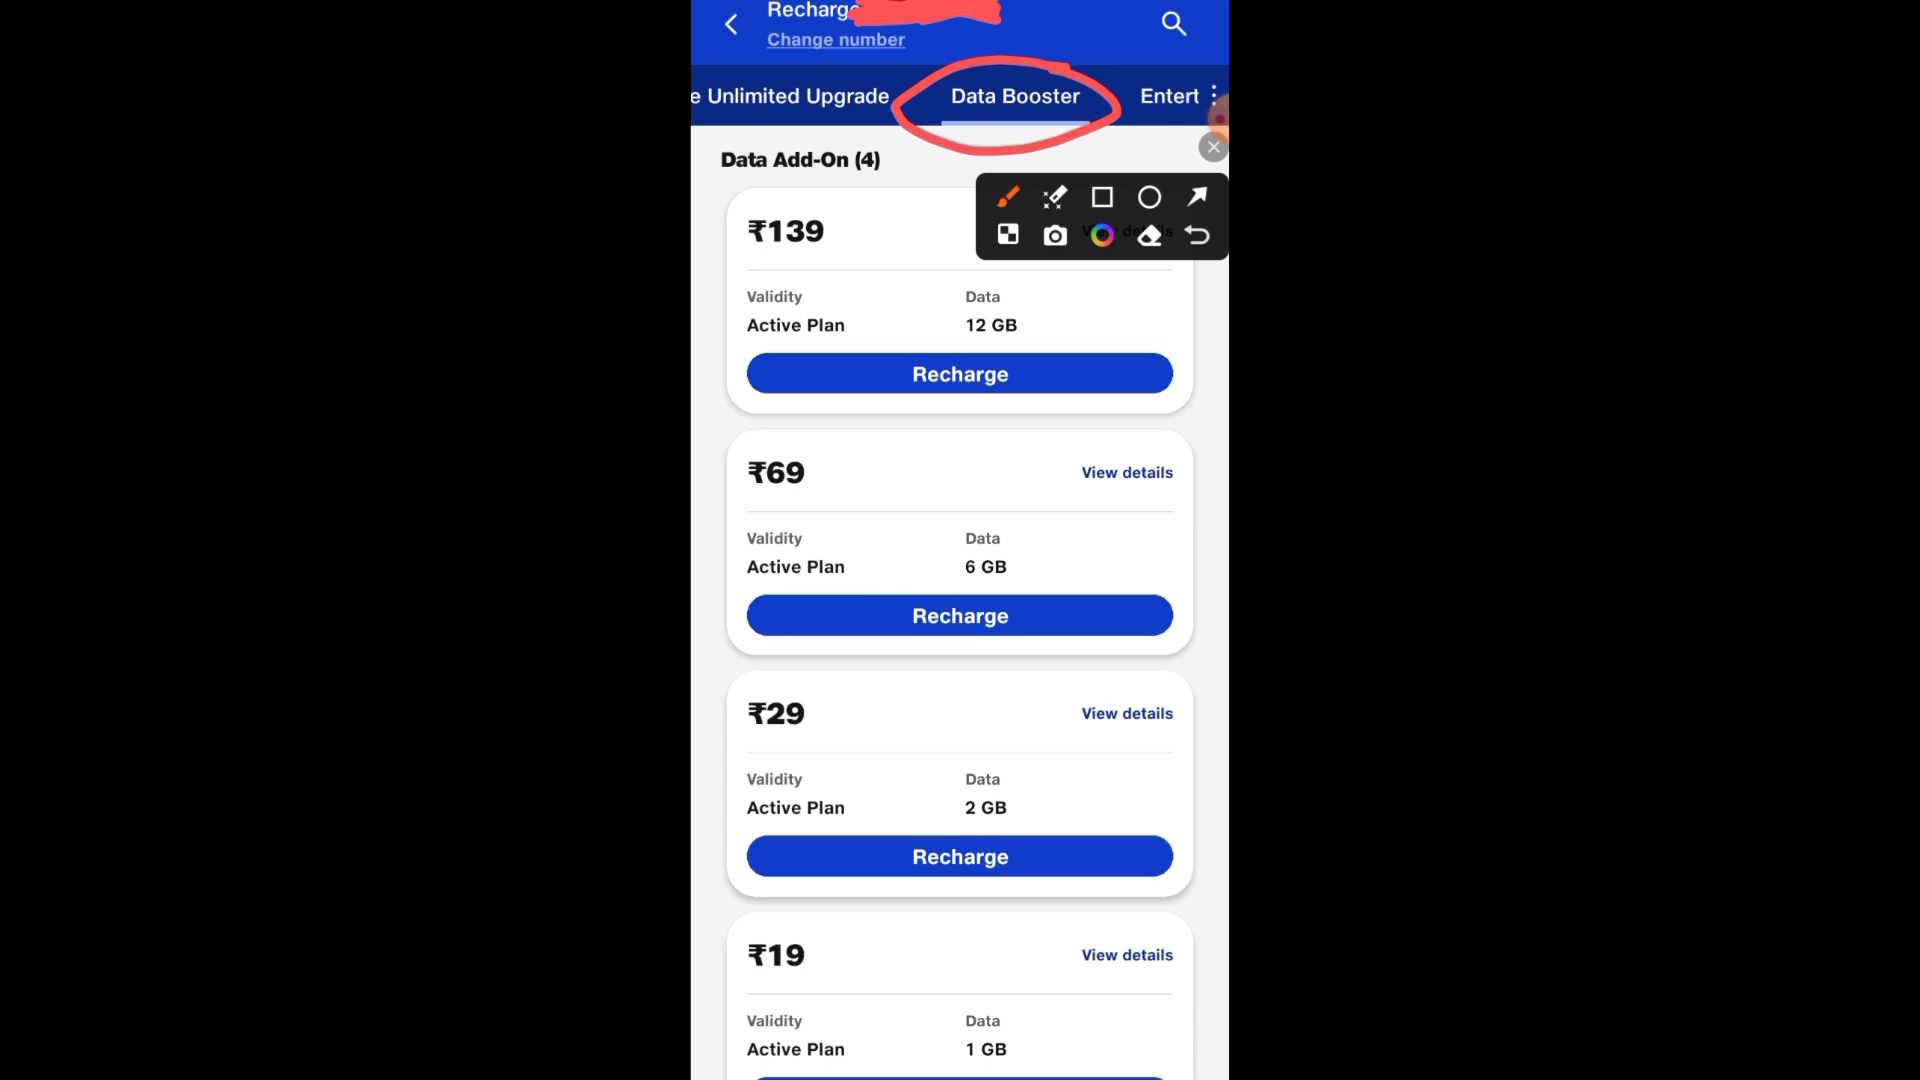 Recharge
Change number
e Unlimited Upgrade Data Booster Entert
Data Add-On (4)
₹139
Validity Data
Active Plan 12 GB
Recharge
₹69 View details
Validity Data
Active Plan 6 GB
Recharge
₹29 View details
Validity Data
Active Plan 2 GB
Recharge
₹19 View details
Validity Data
Active Plan 1 GB